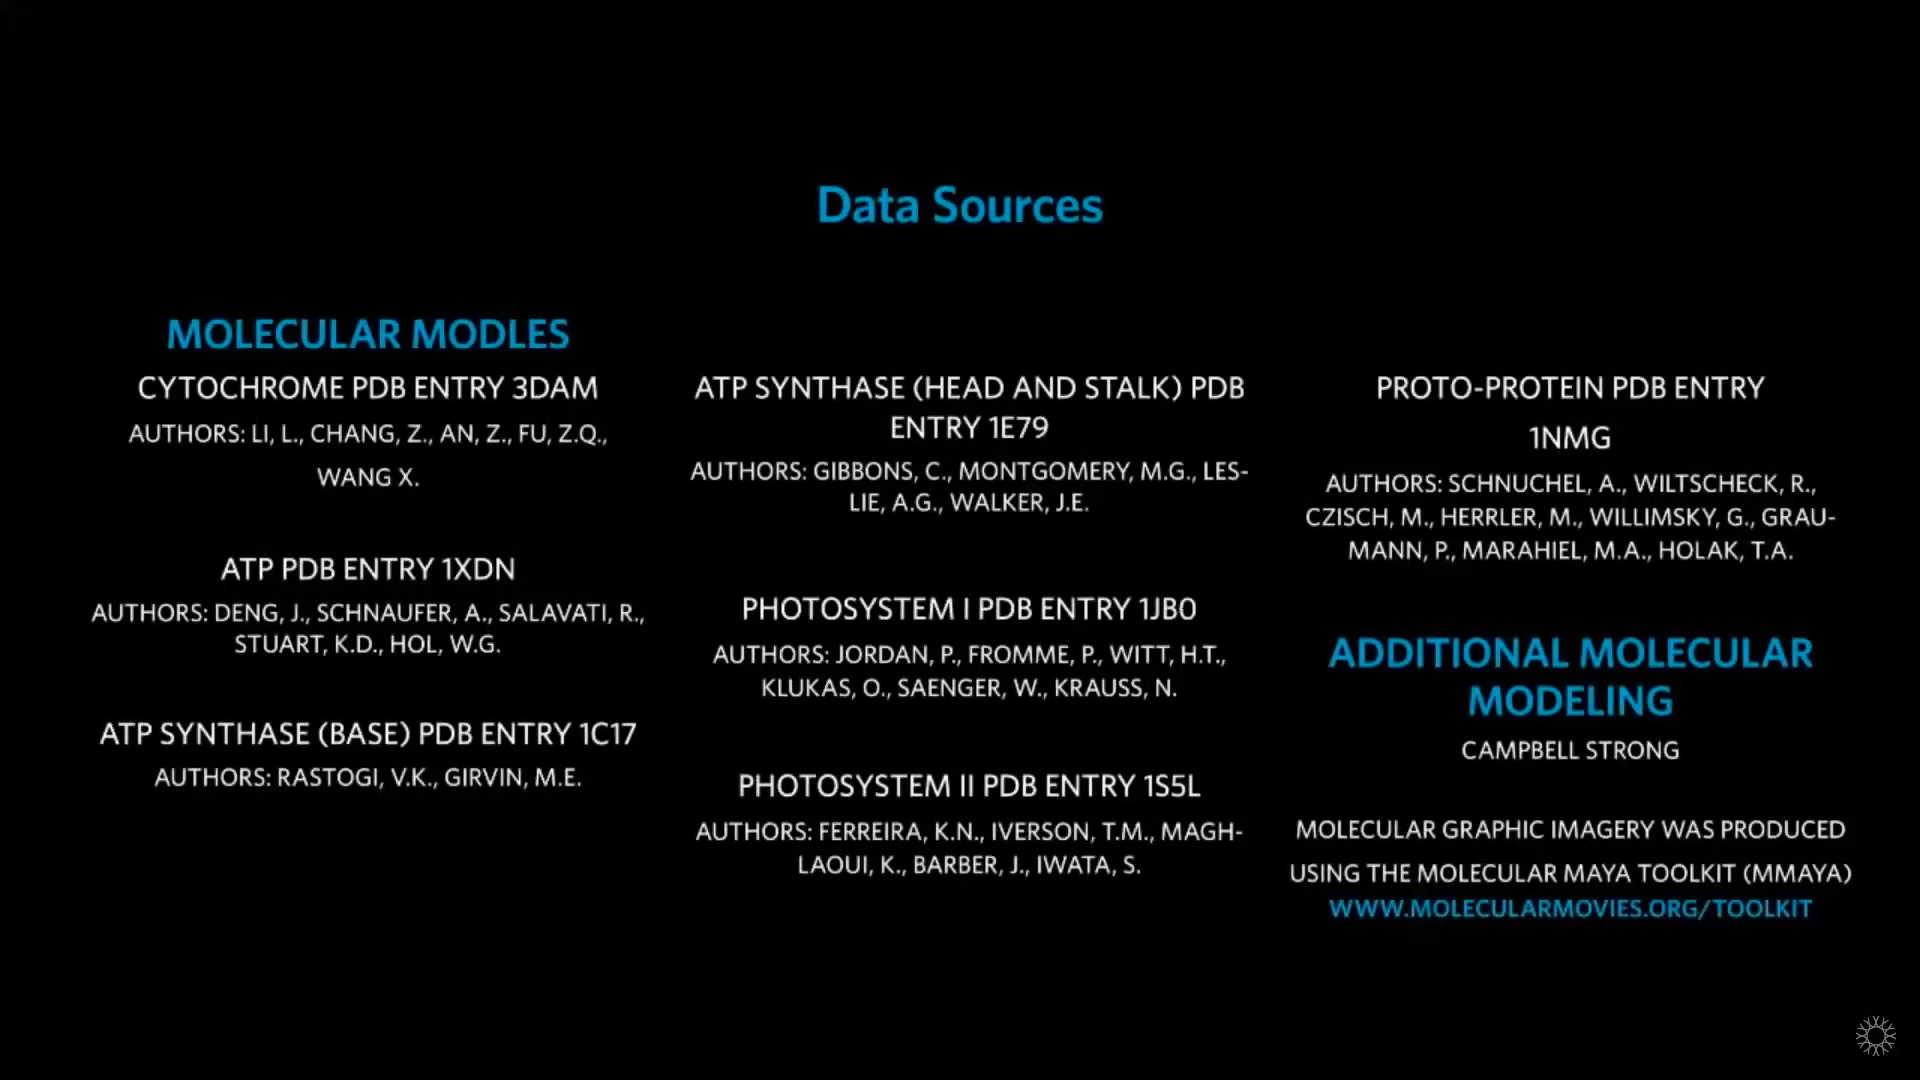 Data Sources
MOLECULAR MODLES
CYTOCHROME PDB ENTRY 3DAM
AUTHORS: LI, L., CHANG, Z., AN, Z., FU, Z.Q.,
WANG X.
ATP PDB ENTRY 1XDN
AUTHORS: DENG, J., SCHNAUFER, A., SALAVATI, R.,
STUART, K.D., HOL, W.G.
ATP SYNTHASE (BASE) PDB ENTRY 1C17
AUTHORS: RASTOGI, V.K., GIRVIN, M.E.
ATP SYNTHASE (HEAD AND STALK) PDB
ENTRY 1E79
AUTHORS: GIBBONS, C., MONTGOMERY, M.G., LES-
LIE, A.G., WALKER, J.E.
PHOTOSYSTEM I PDB ENTRY 1JB0
AUTHORS: JORDAN, P., FROMME, P., WITT, H.T.,
KLUKAS, O., SAENGER, W., KRAUSS, N.
PHOTOSYSTEM II PDB ENTRY 1S5L
AUTHORS: FERREIRA, K.N., IVERSON, T.M., MAGH-
LAOUI, K., BARBER, J., IWATA, S.
PROTO-PROTEIN PDB ENTRY
1NMG
AUTHORS: SCHNUCHEL, A., WILTSCHECK, R.,
CZISCH, M., HERRLER, M., WILLIMSKY, G., GRAU-
MANN, P., MARAHIEL, M.A., HOLAK, T.A.
ADDITIONAL MOLECULAR
MODELING
CAMPBELL STRONG
MOLECULAR GRAPHIC IMAGERY WAS PRODUCED
USING THE MOLECULAR MAYA TOOLKIT (MMAYA)
WWW.MOLECULARMOVIES.ORG/TOOLKIT